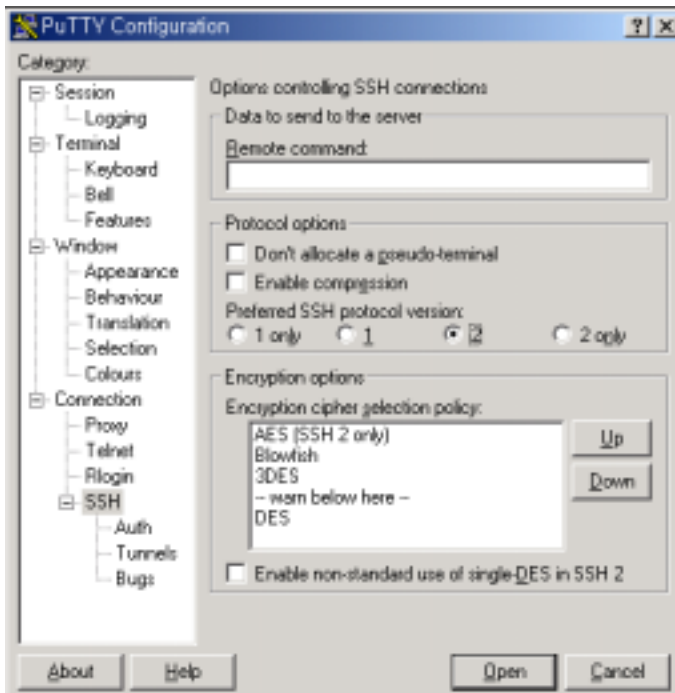 PuTTY Configuration
Category:
Session
Logging
Terminal
Keyboard
Bell
Features
Window
Appearance
Behaviour
Translation
Selection
Colours
Connection
Proxy
Telnet
Rlogin
SSH
Auth
Tunnels
Bugs
Options controlling SSH connections
Data to send to the server
Remote command:
Protocol options
Don't allocate a pseudo-terminal
Enable compression
Preferred SSH protocol version:
1 only 1 2 2 only
Encryption options
Encryption cipher selection policy:
AES (SSH 2 only)
Blowfish
3DES
-- warn below here --
DES
Up
Down
Enable non-standard use of single-DES in SSH 2
About Help Open Cancel